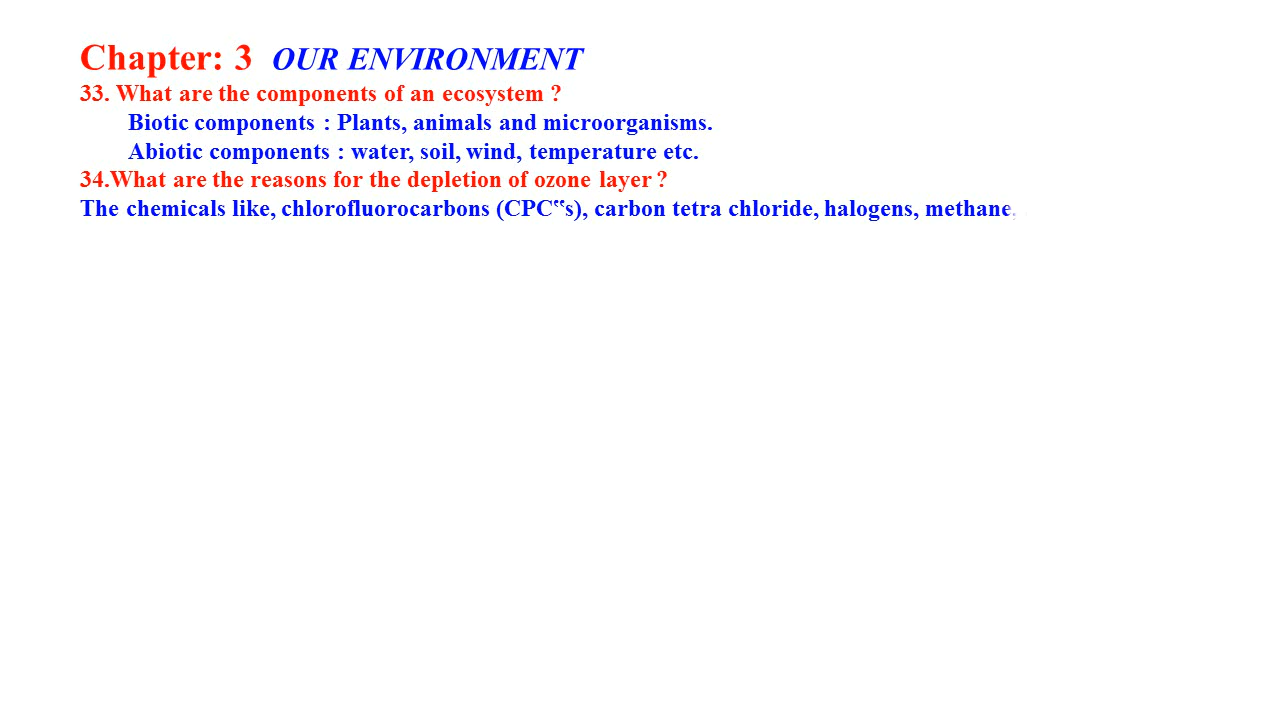 Chapter: 3 OUR ENVIRONMENT
33. What are the components of an ecosystem ?
Biotic components : Plants, animals and microorganisms.
Abiotic components : water, soil, wind, temperature etc.
34.What are the reasons for the depletion of ozone layer ?
The chemicals like, chlorofluorocarbons (CPC‟s), carbon tetra chloride, halogens, methane.